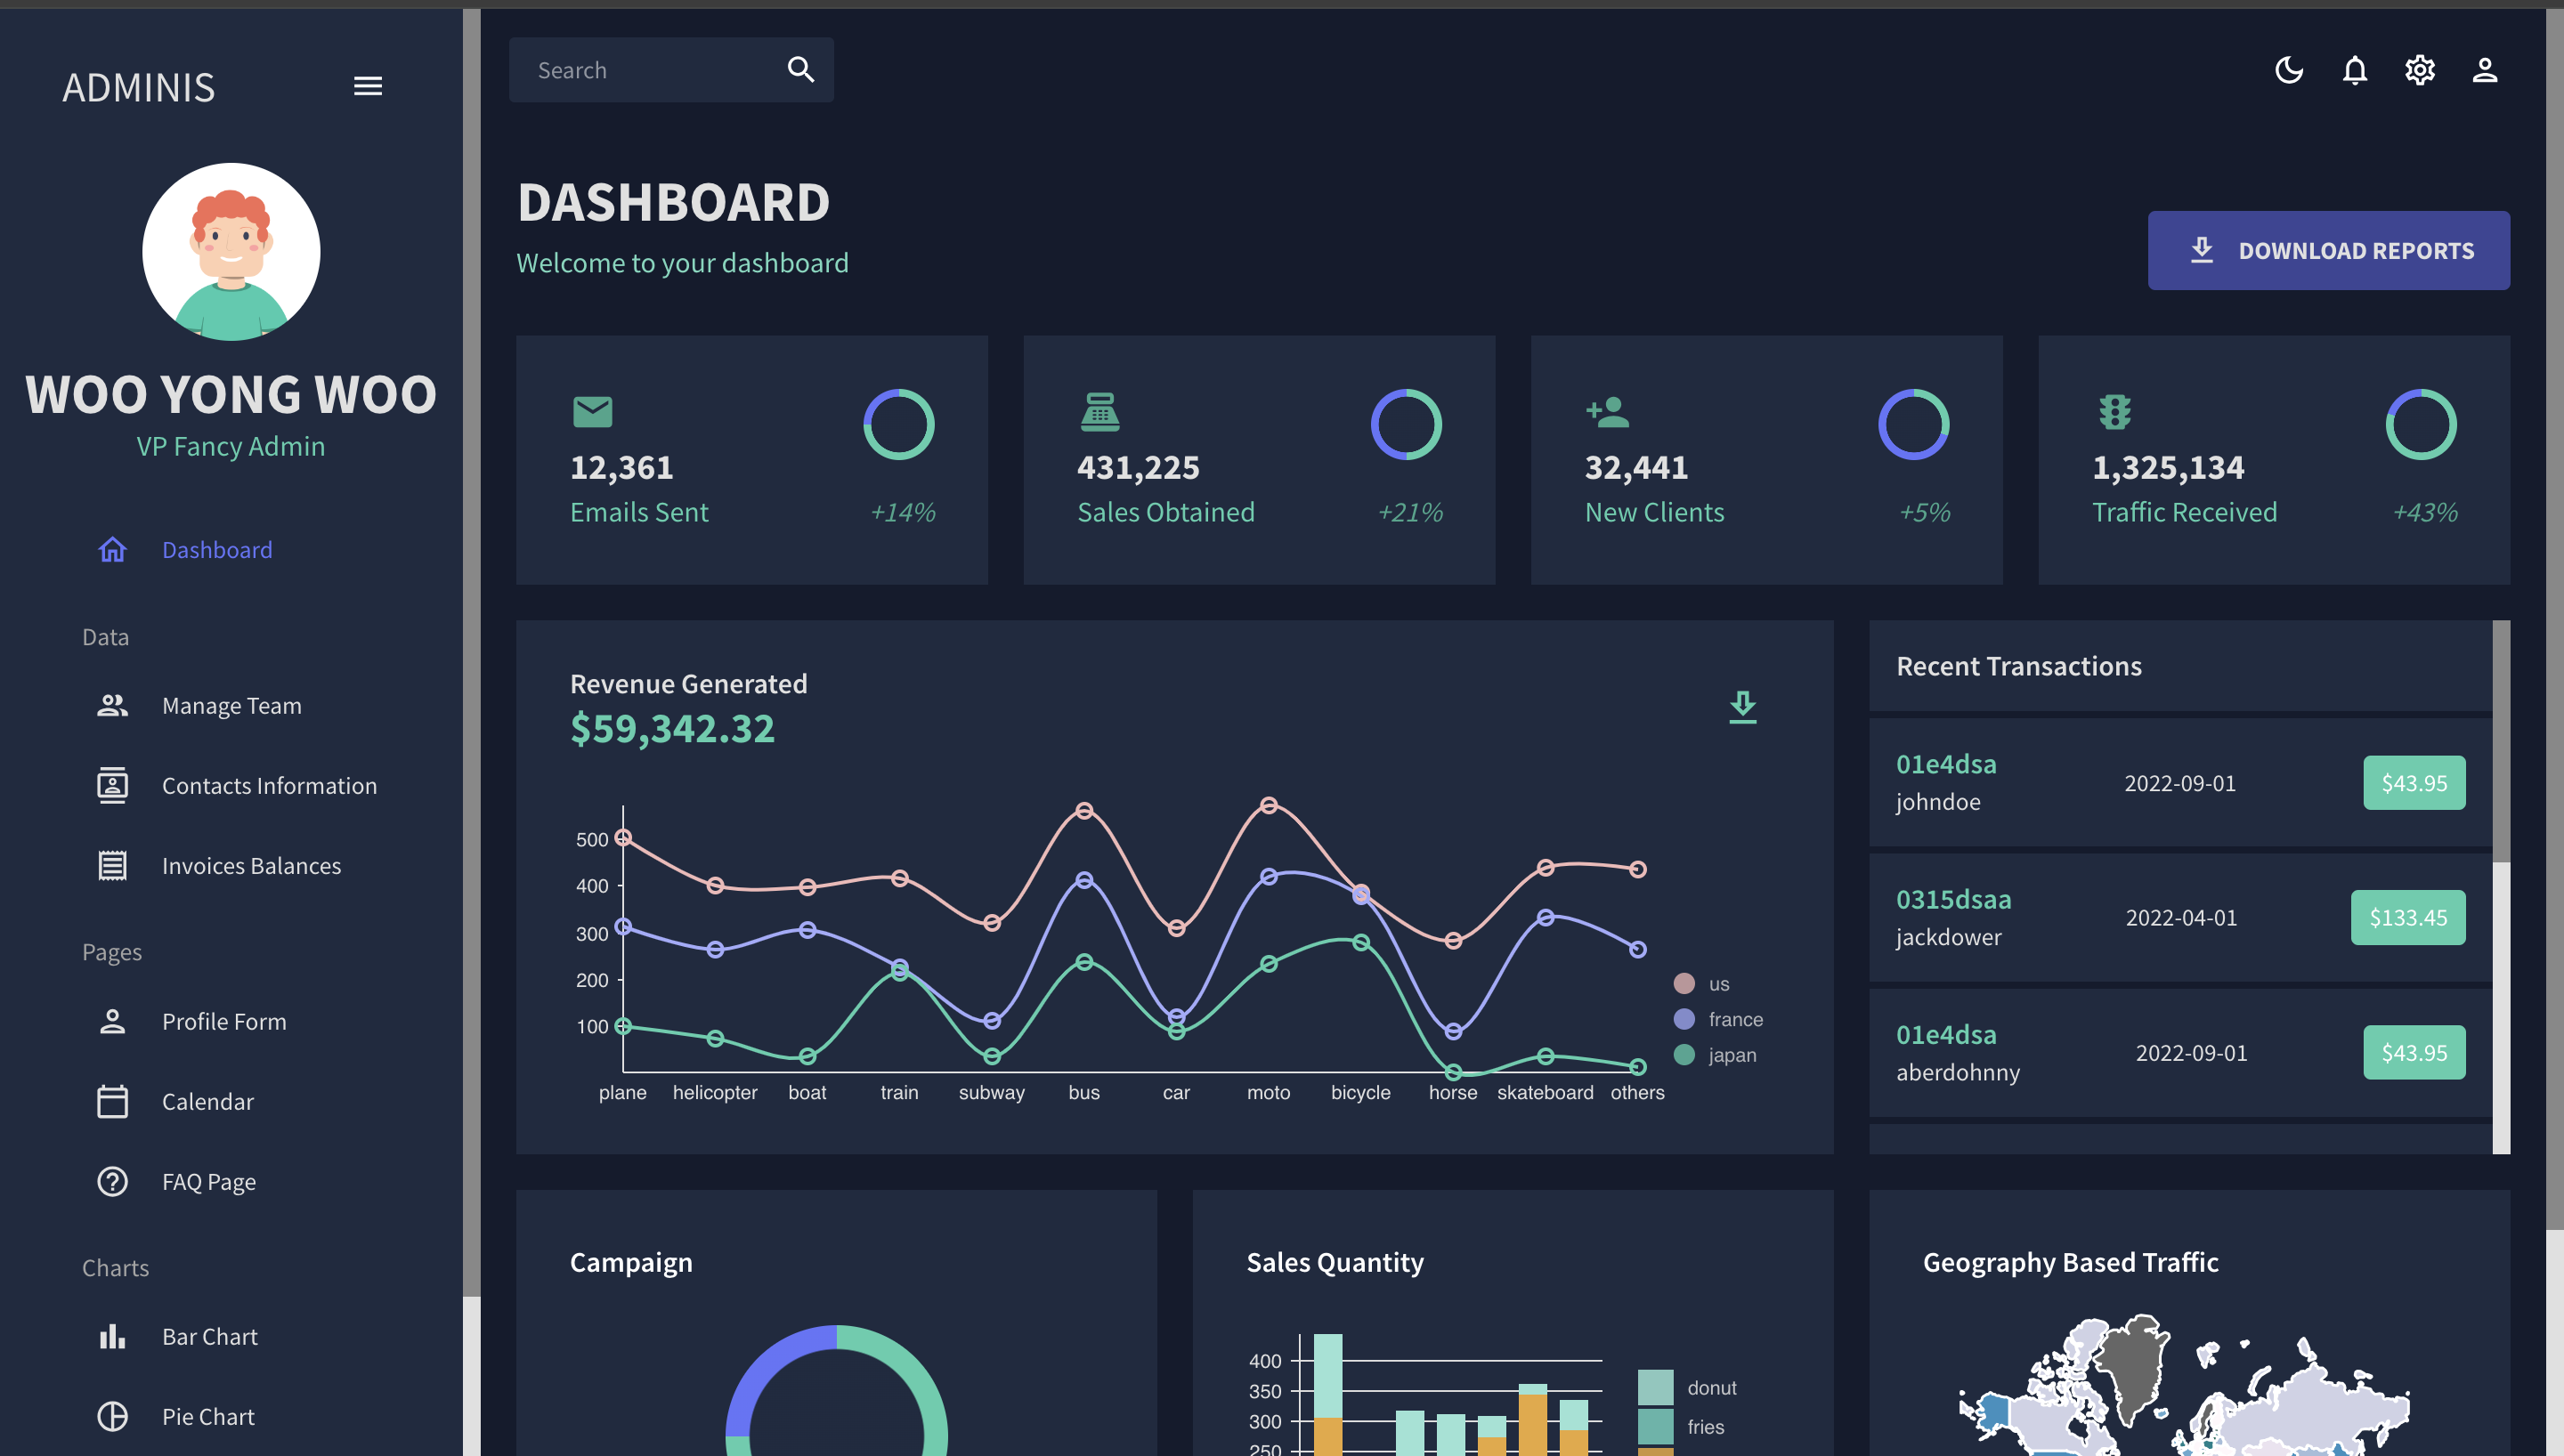 ADMINIS
WOO YONG WOO
VP Fancy Admin
Dashboard
Data
Manage Team
Contacts Information
Invoices Balances
Pages
Profile Form
Calendar
FAQ Page
Charts
Bar Chart
Pie Chart
Search
DASHBOARD
Welcome to your dashboard
DOWNLOAD REPORTS
12,361
Emails Sent +14%
431,225
Sales Obtained +21%
32,441
New Clients +5%
1,325,134
Traffic Received +43%
Revenue Generated
$59,342.32
500
400
300
200
100
plane helicopter boat train subway bus car moto bicycle horse skateboard others
us
france
japan
Recent Transactions
01e4dsa
johndoe
2022-09-01
$43.95
0315dsaa
jackdower
2022-04-01
$133.45
01e4dsa
aberdohnny
2022-09-01
$43.95
Campaign
Sales Quantity
400
350
300
250
donut
fries
Geography Based Traffic